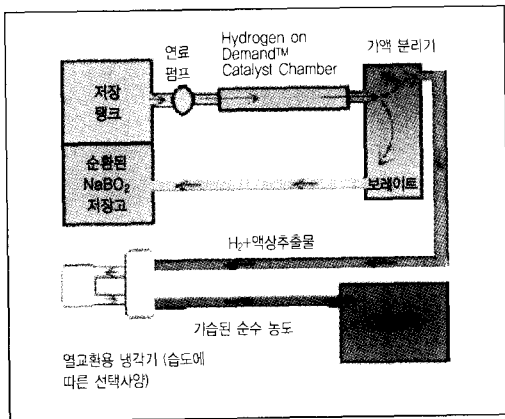 연료
펌프
Hydrogen on
Demand™
Catalyst Chamber
기액 분리기
저장
탱크
순환된
NaBO₂
저장고
보레이트
H₂+액상추출물
가습된 순수 농도
열교환용 냉각기 (습도에
따른 선택사양)